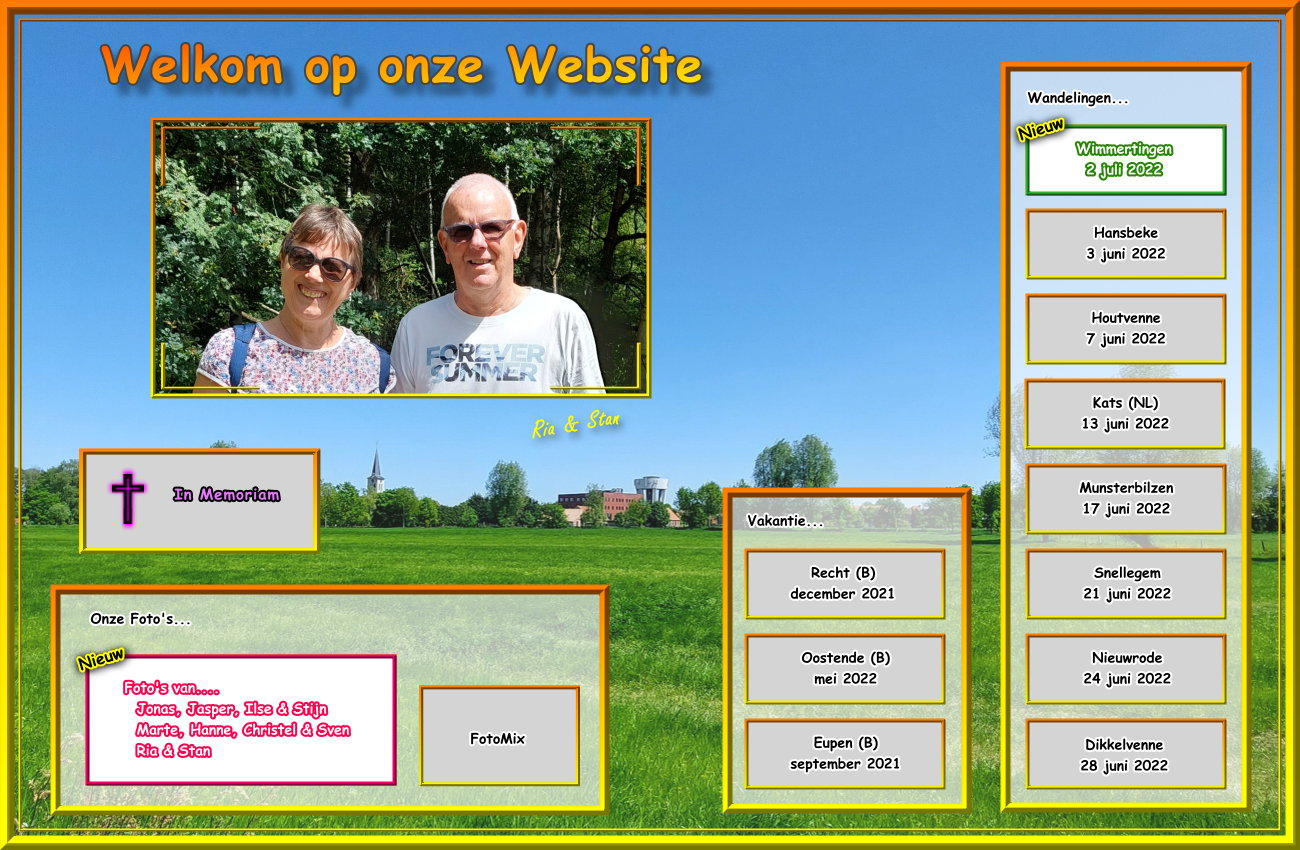 Welkom op onze Website
FOREVER
SUMMER
Ria & Stan
In Memoriam
Onze Foto's...
Nieuw
Foto's van....
Jonas, Jasper, Ilse & Stijn
Marte, Hanne, Christel & Sven
Ria & Stan
FotoMix
Vakantie...
Recht (B)
december 2021
Oostende (B)
mei 2022
Eupen (B)
september 2021
Wandelingen...
Nieuw
Wimmertingen
2 juli 2022
Hansbeke
3 juni 2022
Houtvenne
7 juni 2022
Kats (NL)
13 juni 2022
Munsterbilzen
17 juni 2022
Snellegem
21 juni 2022
Nieuwrode
24 juni 2022
Dikkelvenne
28 juni 2022